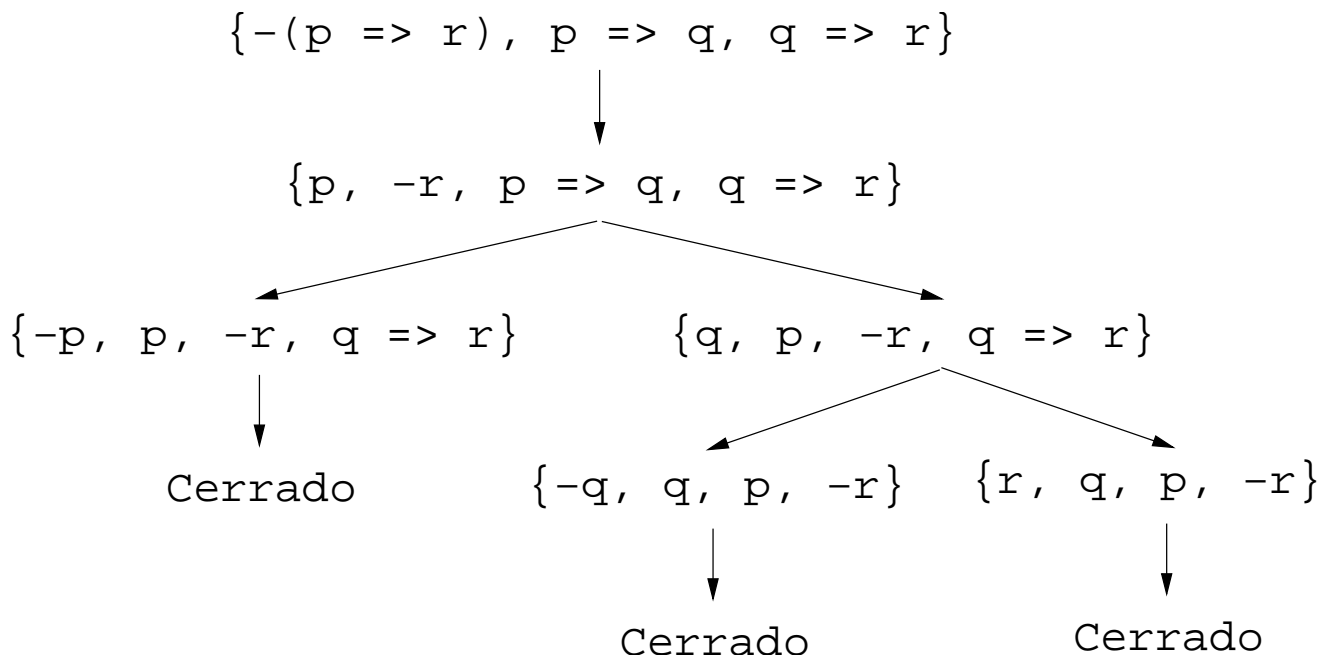 {-(p => r), p => q, q => r}
{p, -r, p => q, q => r}
{-p, p, -r, q => r}
{q, p, -r, q => r}
Cerrado
{-q, q, p, -r}
{r, q, p, -r}
Cerrado
Cerrado